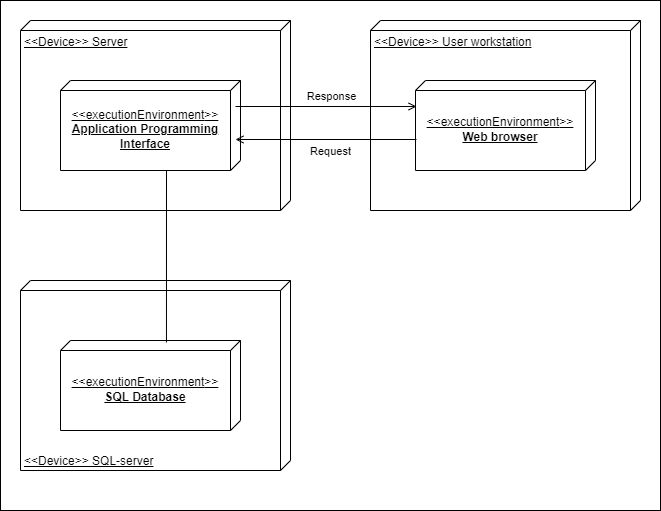 <<Device>> Server
<<Device>> User workstation
<<executionEnvironment>>
Application Programming
Interface
Response
Request
<<executionEnvironment>>
Web browser
<<executionEnvironment>>
SQL Database
<<Device>> SQL-server